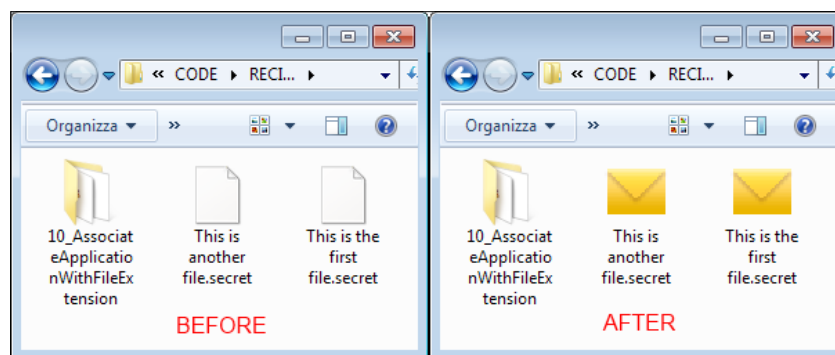 « CODE ▸ RECI... ▸
Organizza
»
10_Associat
eApplicatio
nWithFileEx
tension
This is
another
file.secret
This is the
first
file.secret
BEFORE
« CODE ▸ RECI... ▸
Organizza
»
10_Associat
eApplicatio
nWithFileEx
tension
This is
another
file.secret
This is the
first
file.secret
AFTER